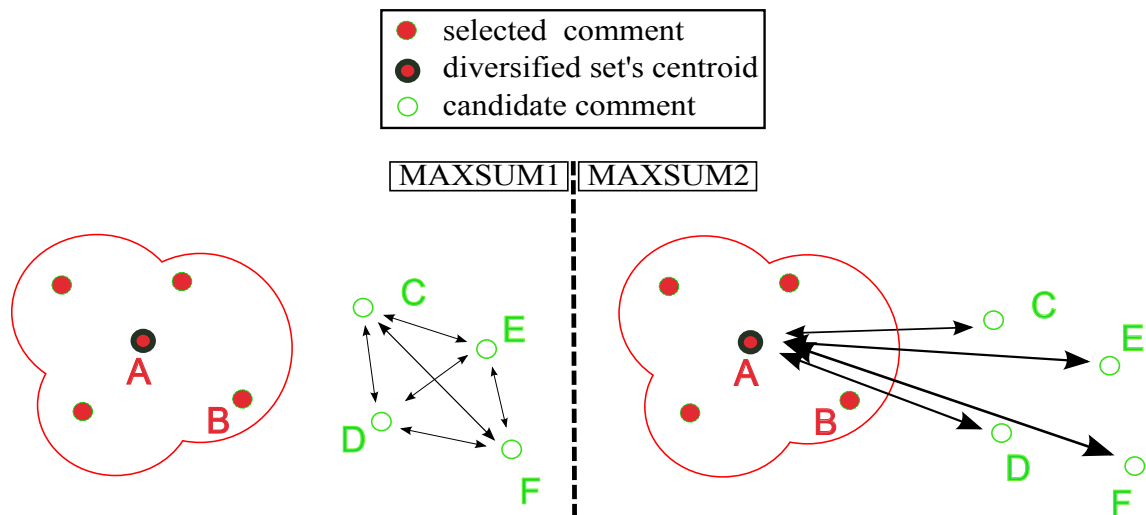 selected comment
diversified set's centroid
candidate comment
MAXSUM1 MAXSUM2
A
B
C
E
D
F
A
B
C
E
D
F